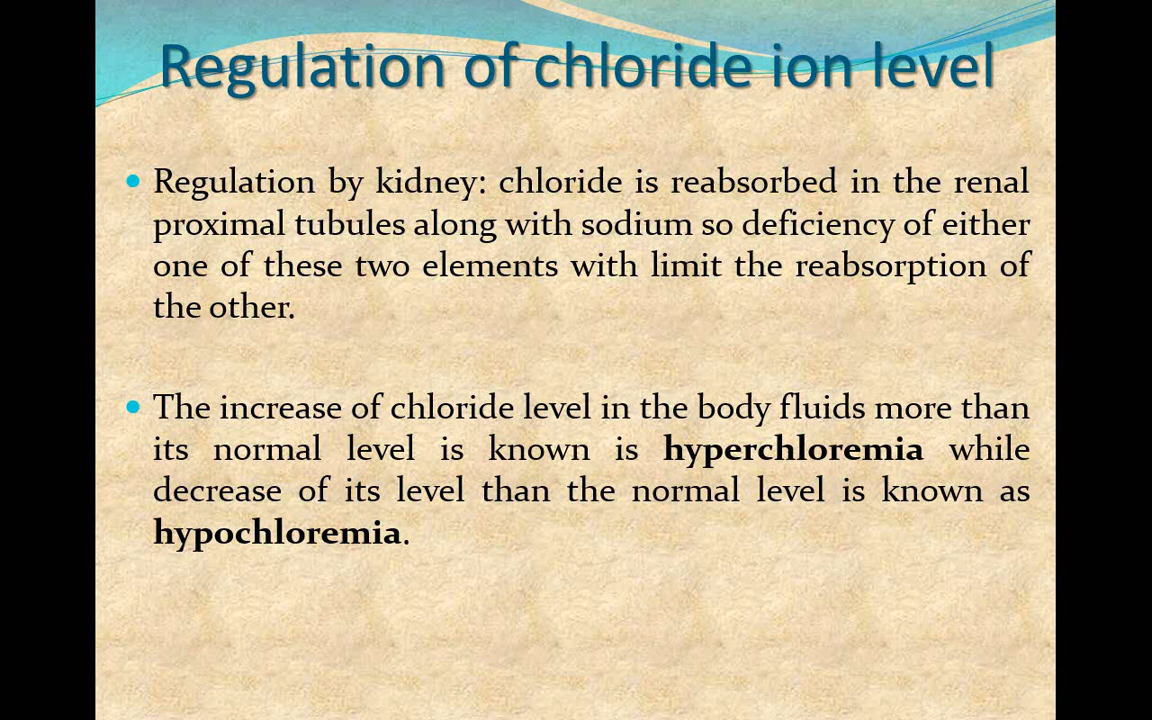 Regulation of chloride ion level
• Regulation by kidney: chloride is reabsorbed in the renal
proximal tubules along with sodium so deficiency of either
one of these two elements with limit the reabsorption of
the other.
• The increase of chloride level in the body fluids more than
its normal level is known is hyperchloremia while
decrease of its level than the normal level is known as
hypochloremia.